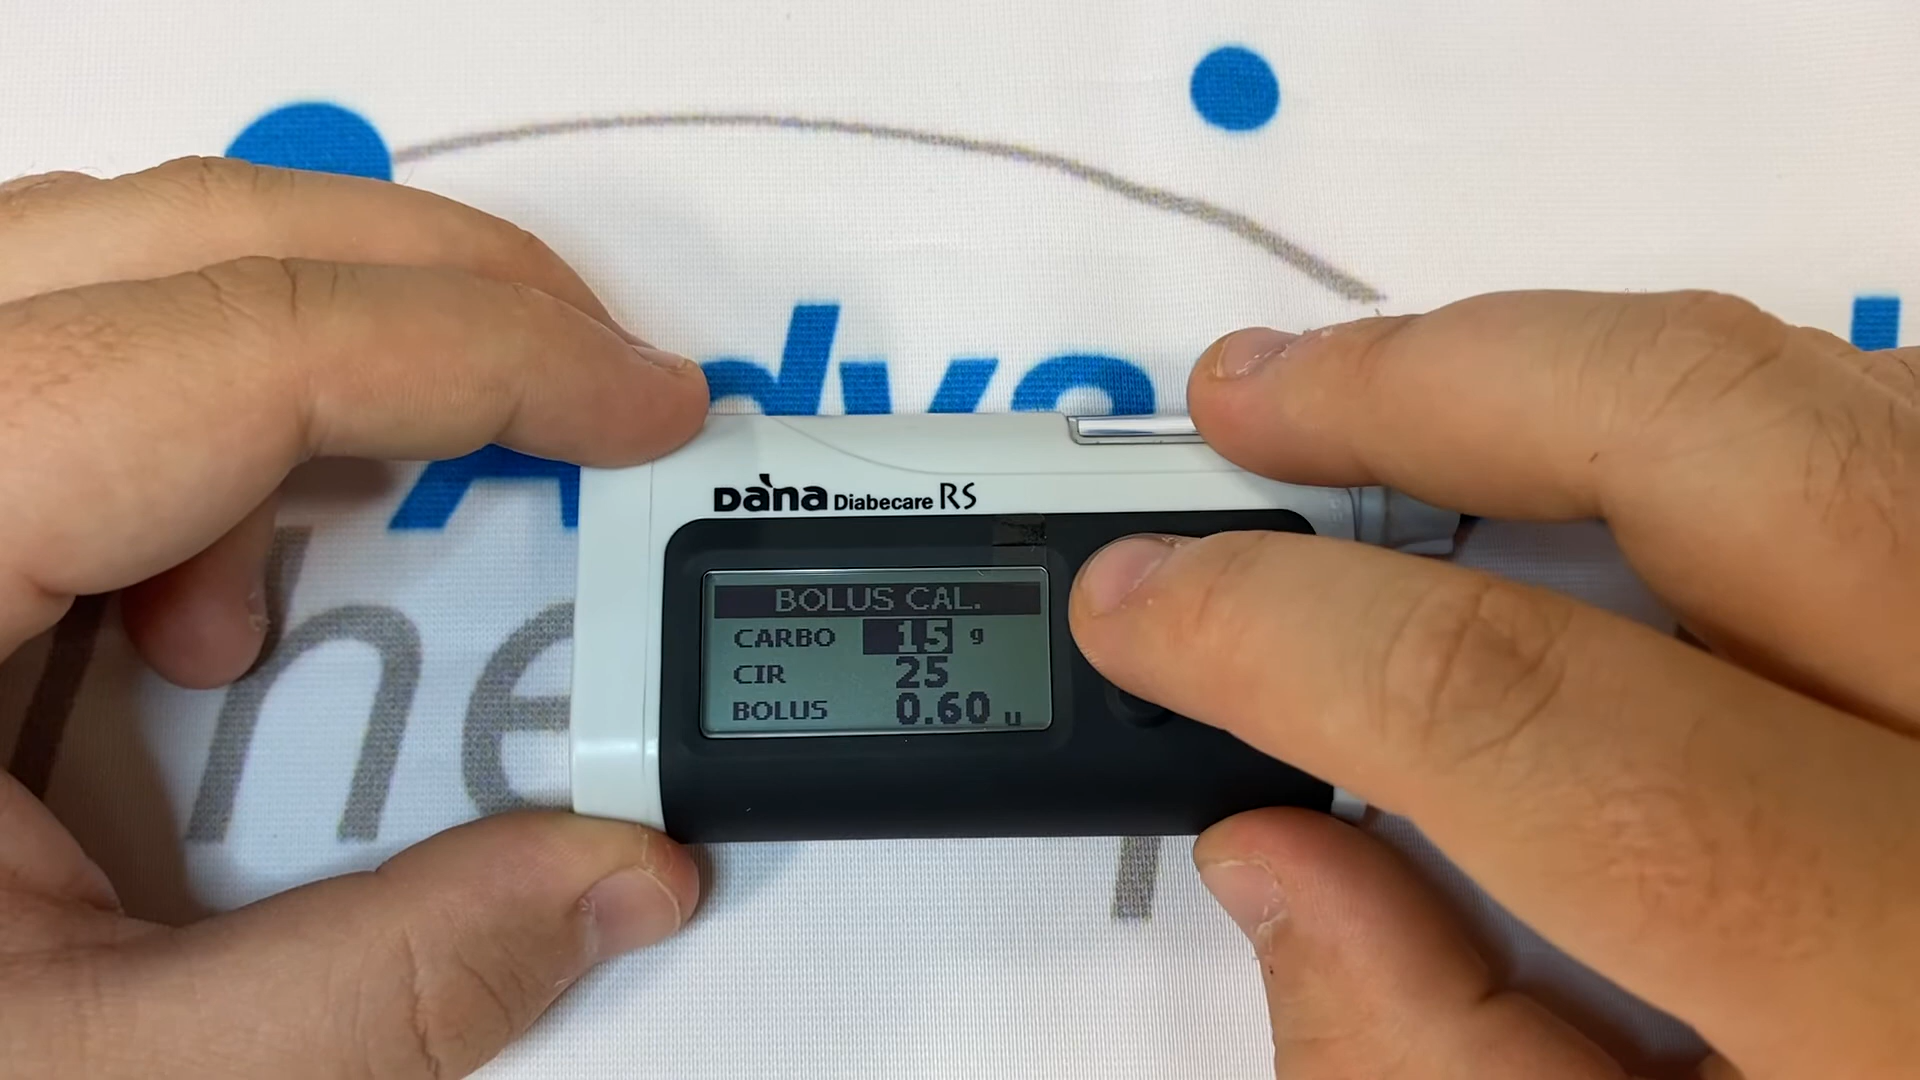 Dana Diabecare RS
BOLUS CAL.
CARBO 15 g
CIR 25
BOLUS 0.60 u